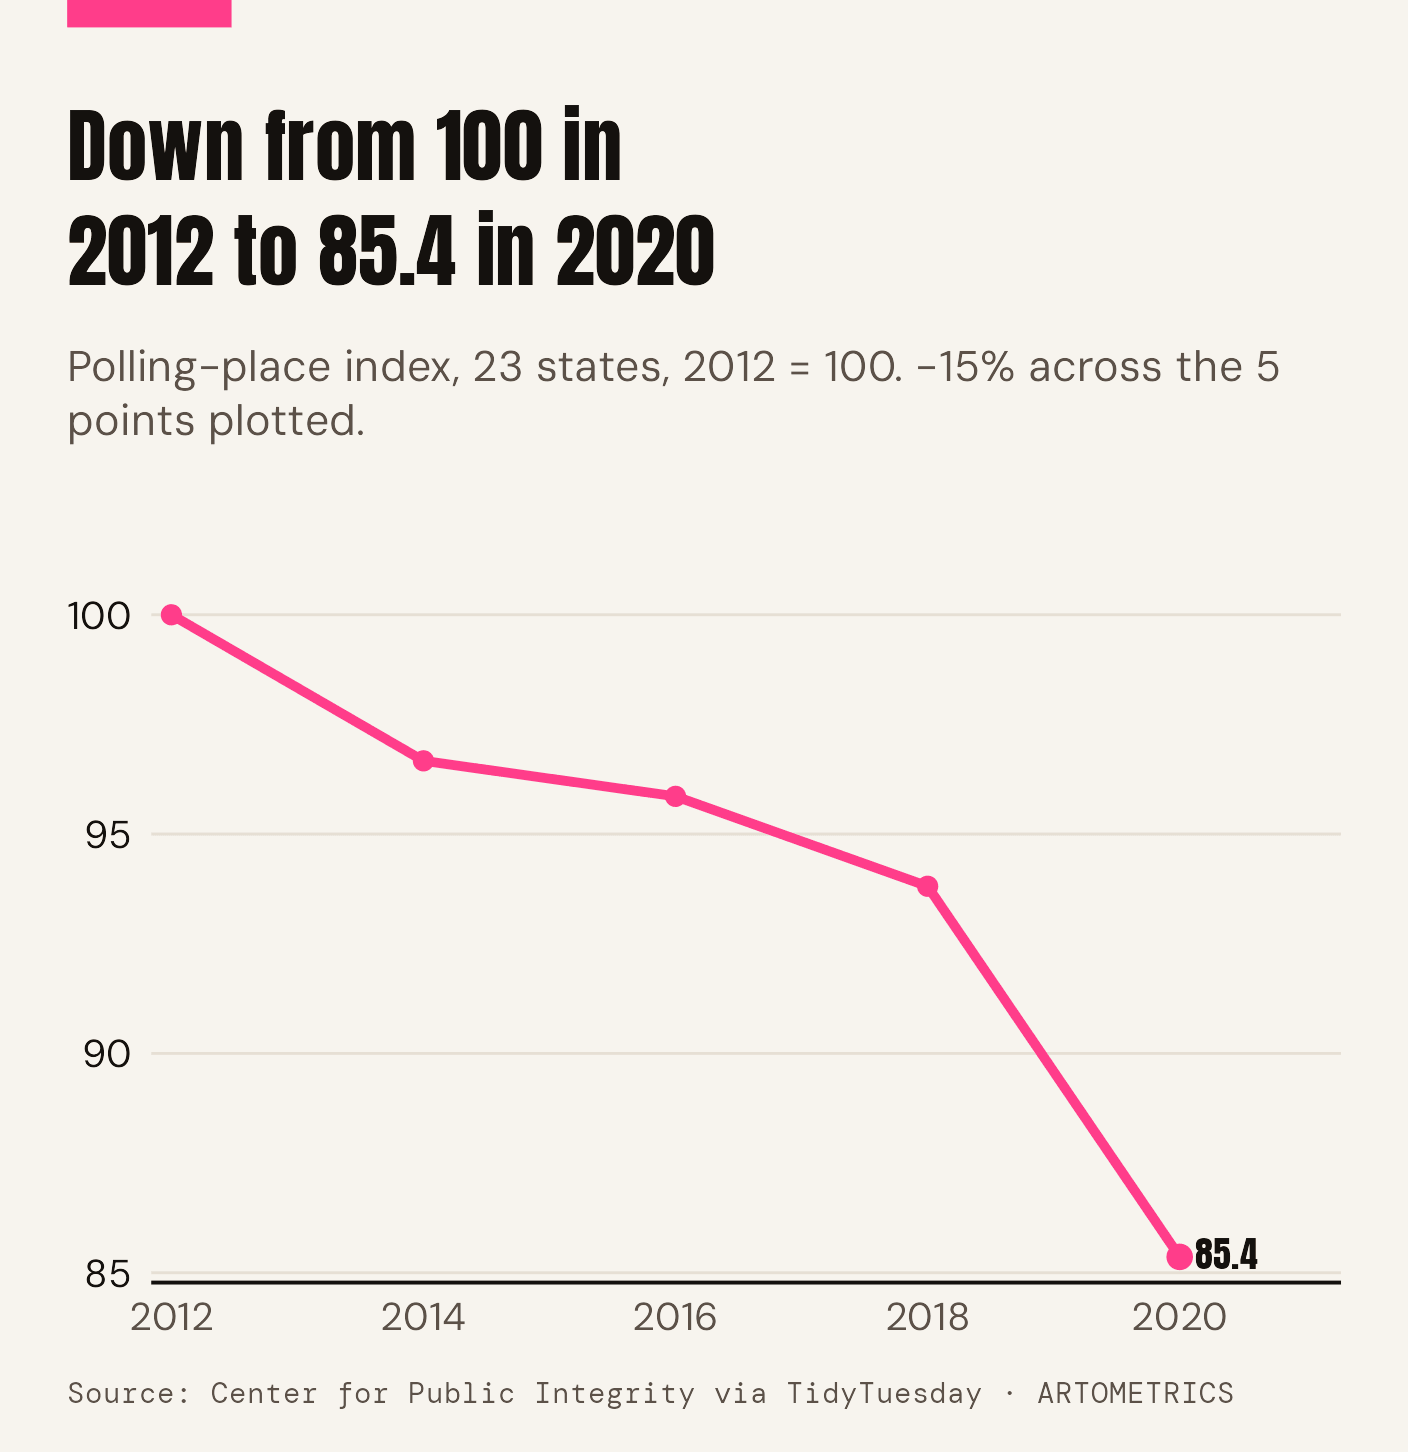 Down from 100 in
2012 to 85.4 in 2020
Polling-place index, 23 states, 2012 = 100. -15% across the 5
points plotted.
100
95
90
85
85.4
2012 2014 2016 2018 2020
Source: Center for Public Integrity via TidyTuesday · ARTOMETRICS